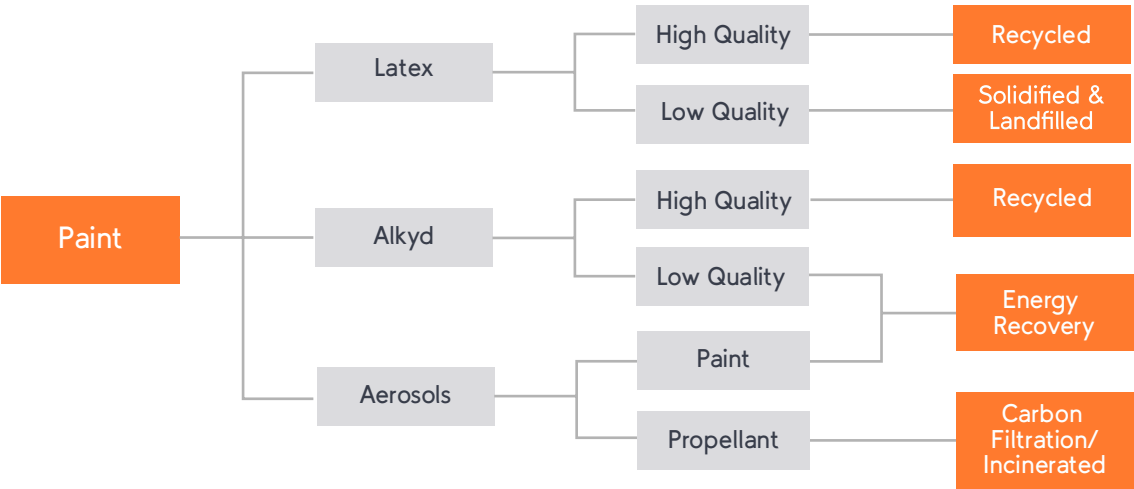 Paint
Latex
High Quality
Recycled
Low Quality
Solidified &
Landfilled
Alkyd
High Quality
Recycled
Low Quality
Energy
Recovery
Aerosols
Paint
Propellant
Carbon
Filtration/
Incinerated